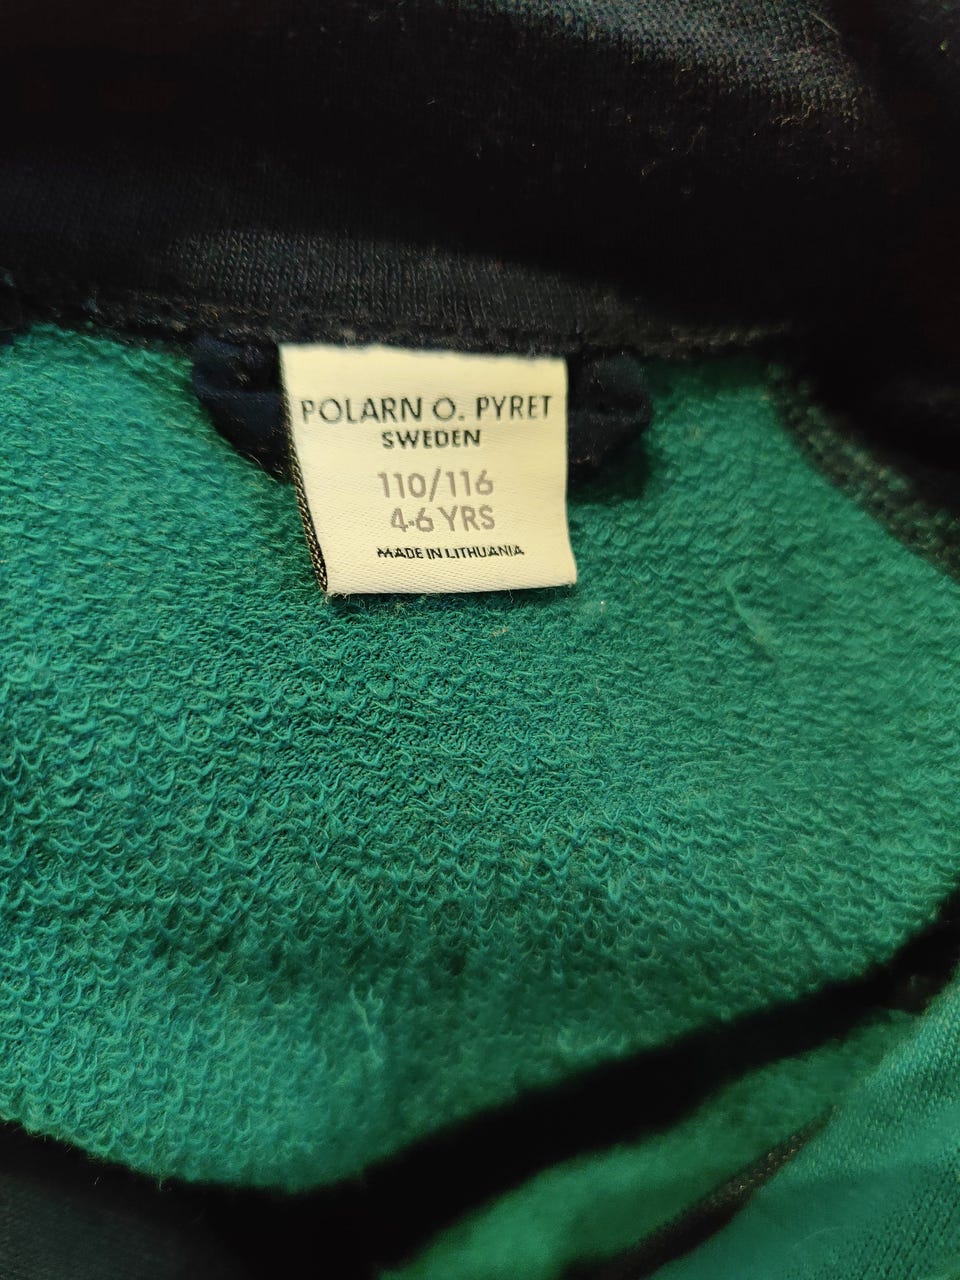 POLARN O. PYRET
SWEDEN
110/116
4-6 YRS
MADE IN LITHUANIA